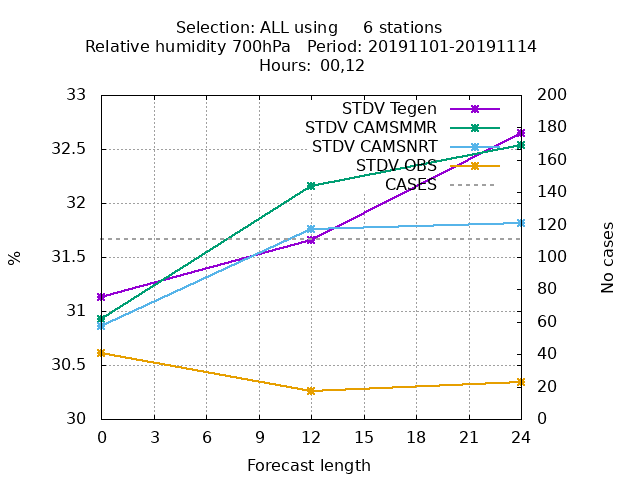 Selection: ALL using     6 stations
Relative humidity 700hPa   Period: 20191101-20191114
Hours:  00,12
33
32.5
32
31.5
31
30.5
30
%
STDV Tegen
STDV CAMSMMR
STDV CAMSNRT
STDV OBS
CASES
200
180
160
140
120
100
80
60
40
20
0
No cases
0 3 6 9 12 15 18 21 24
Forecast length